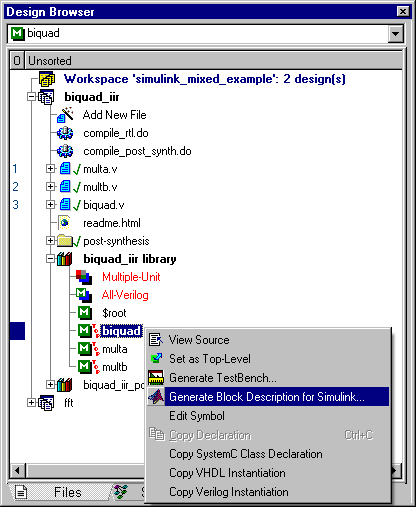 Design Browser
biquad
O Unsorted
Workspace 'simulink_mixed_example': 2 design(s)
biquad_iir
Add New File
compile_rtl.do
compile_post_synth.do
1 multa.v
2 multb.v
3 biquad.v
readme.html
post-synthesis
biquad_iir library
Multiple-Unit
All-Verilog
$root
biquad
View Source
multa
Set as Top-Level
multb
Generate TestBench...
biquad_iir_po
Generate Block Description for Simulink...
fft
Edit Symbol
Copy Declaration Ctrl+C
Copy SystemC Class Declaration
Copy VHDL Instantiation
Copy Verilog Instantiation
Files